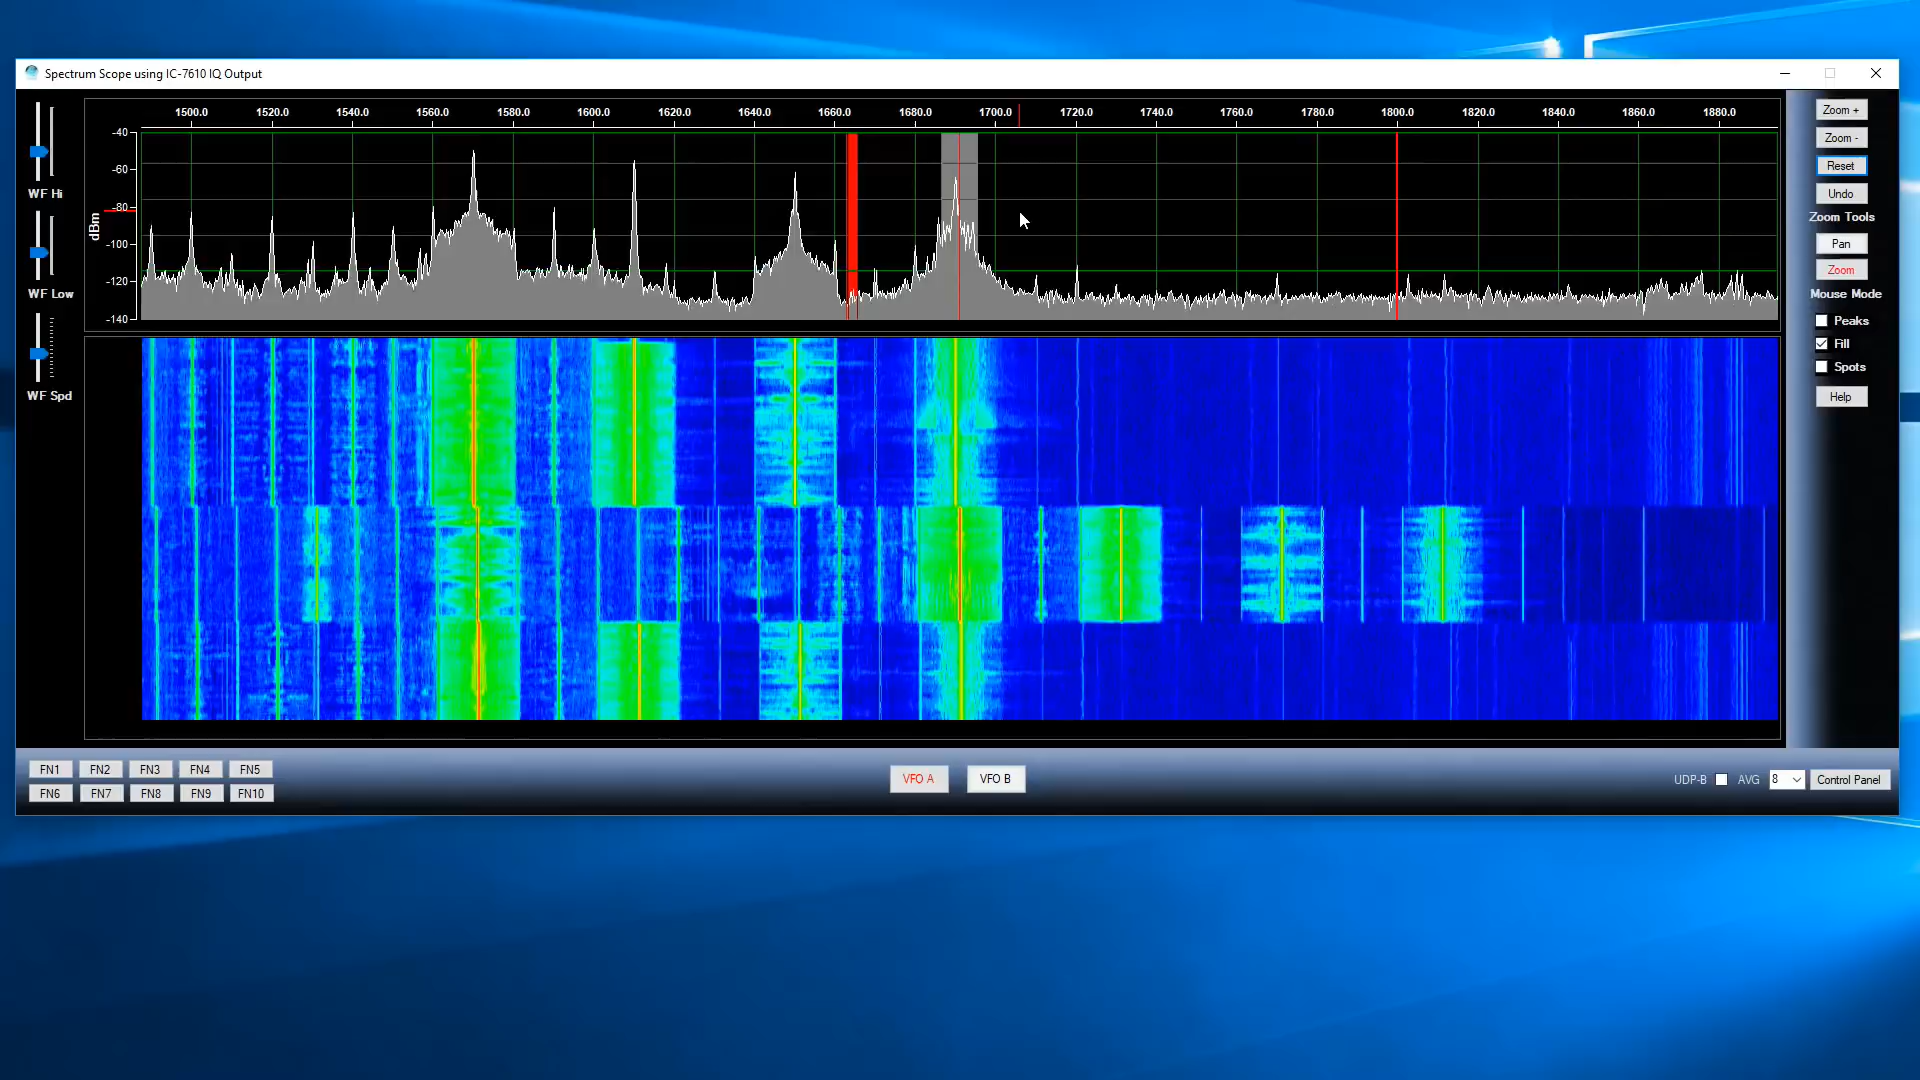 Spectrum Scope using IC-7610 IQ Output
1500.0 1520.0 1540.0 1560.0 1580.0 1600.0 1620.0 1640.0 1660.0 1680.0 1700.0 1720.0 1740.0 1760.0 1780.0 1800.0 1820.0 1840.0 1860.0 1880.0
-40
-60
-80
-100
-120
-140
dBm
WF Hi
WF Low
WF Spd
Zoom +
Zoom -
Reset
Undo
Zoom Tools
Pan
Zoom
Mouse Mode
Peaks
Fill
Spots
Help
FN1 FN2 FN3 FN4 FN5
FN6 FN7 FN8 FN9 FN10
VFO A VFO B
UDP-B AVG 8 Control Panel